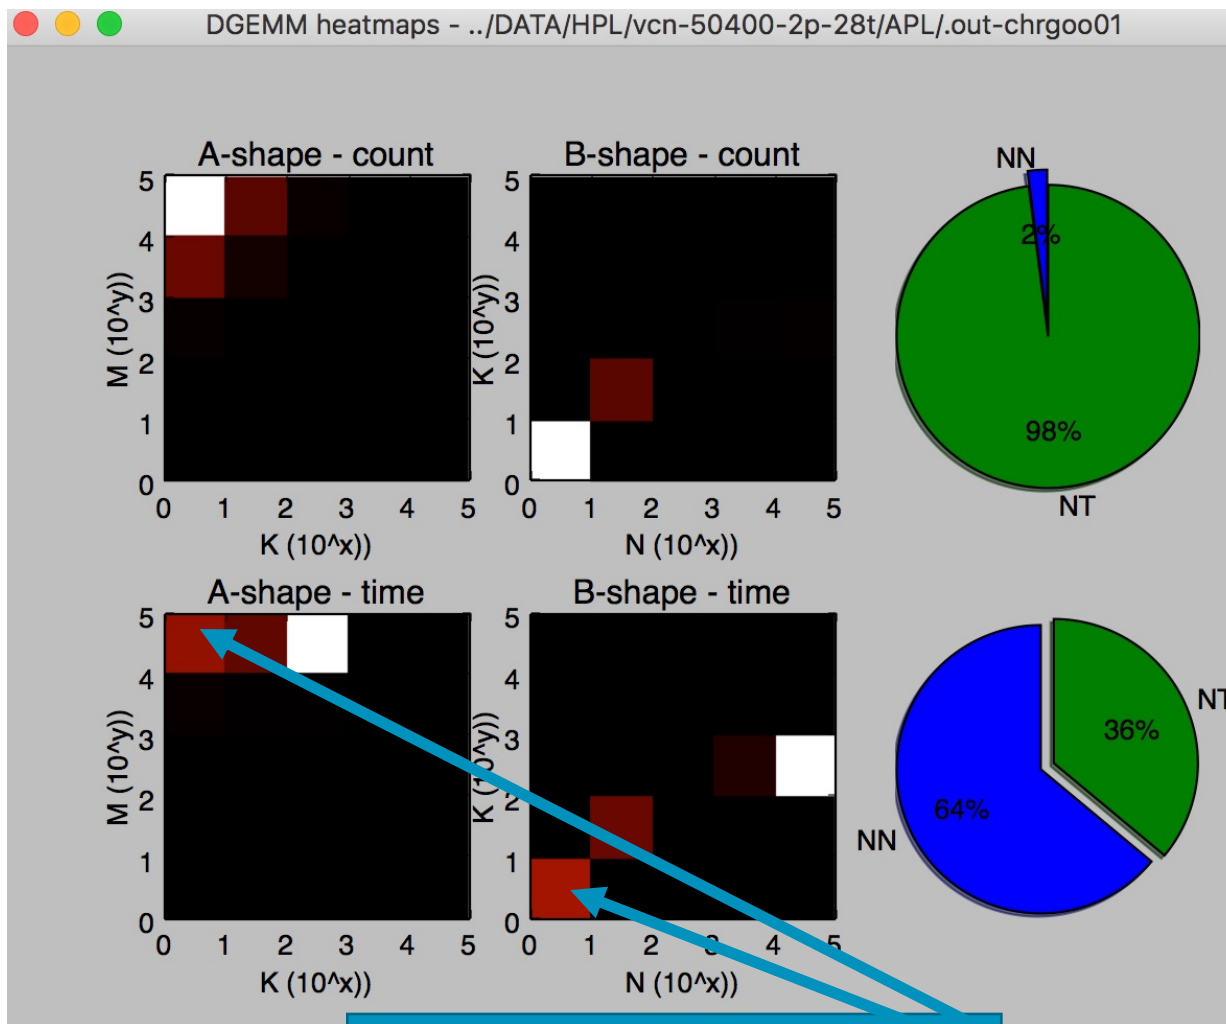 DGEMM heatmaps - ../DATA/HPL/vcn-50400-2p-28t/APL/.out-chrgoo01
A-shape - count
5
4
3
2
1
0
M (10^y))
0 1 2 3 4 5
K (10^x))
B-shape - count
5
4
3
2
1
0
K (10^y))
0 1 2 3 4 5
N (10^x))
NN
2%
98%
NT
A-shape - time
5
4
3
2
1
0
M (10^y))
0 1 2 3 4 5
K (10^x))
B-shape - time
5
4
3
2
1
0
K (10^y))
0 1 2 3 4 5
N (10^x))
NT
36%
64%
NN